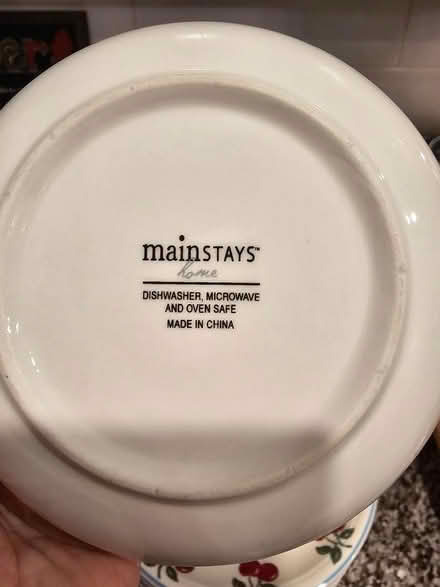 mainSTAYS™
home
DISHWASHER, MICROWAVE
AND OVEN SAFE
MADE IN CHINA